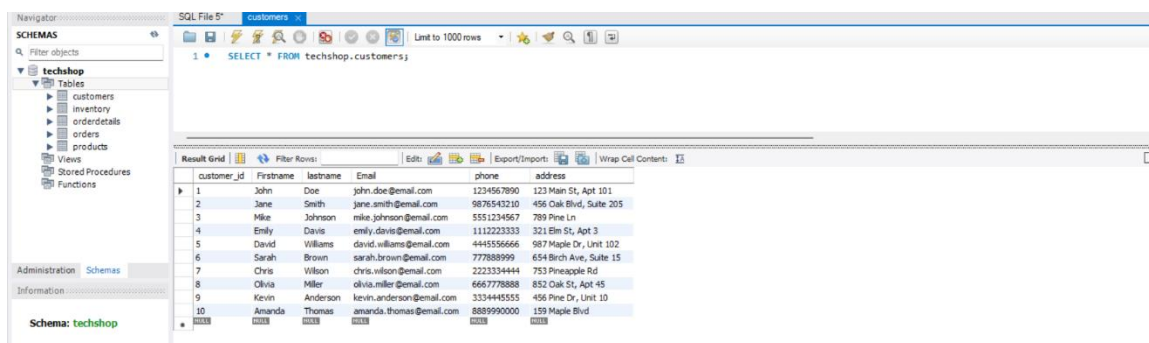 Navigator
SCHEMAS
Filter objects
techshop
Tables
customers
inventory
orderdetails
orders
products
Views
Stored Procedures
Functions
Administration Schemas
Information
Schema: techshop
SQL File 5* customers
Limit to 1000 rows
1 SELECT * FROM techshop.customers;
Result Grid Filter Rows: Edit: Export/Import: Wrap Cell Content:
customer_id Firstname lastname Email phone address
1 John Doe john.doe@email.com 1234567890 123 Main St, Apt 101
2 Jane Smith jane.smith@email.com 9876543210 456 Oak Blvd, Suite 205
3 Mike Johnson mike.johnson@email.com 5551234567 789 Pine Ln
4 Emily Davis emily.davis@email.com 1112223333 321 Elm St, Apt 3
5 David Williams david.williams@email.com 4445556666 987 Maple Dr, Unit 102
6 Sarah Brown sarah.brown@email.com 777888999 654 Birch Ave, Suite 15
7 Chris Wilson chris.wilson@email.com 2223334444 753 Pineapple Rd
8 Olivia Miller olivia.miller@email.com 6667778888 852 Oak St, Apt 45
9 Kevin Anderson kevin.anderson@email.com 3334445555 456 Pine Dr, Unit 10
10 Amanda Thomas amanda.thomas@email.com 8889990000 159 Maple Blvd
NULL NULL NULL NULL NULL NULL